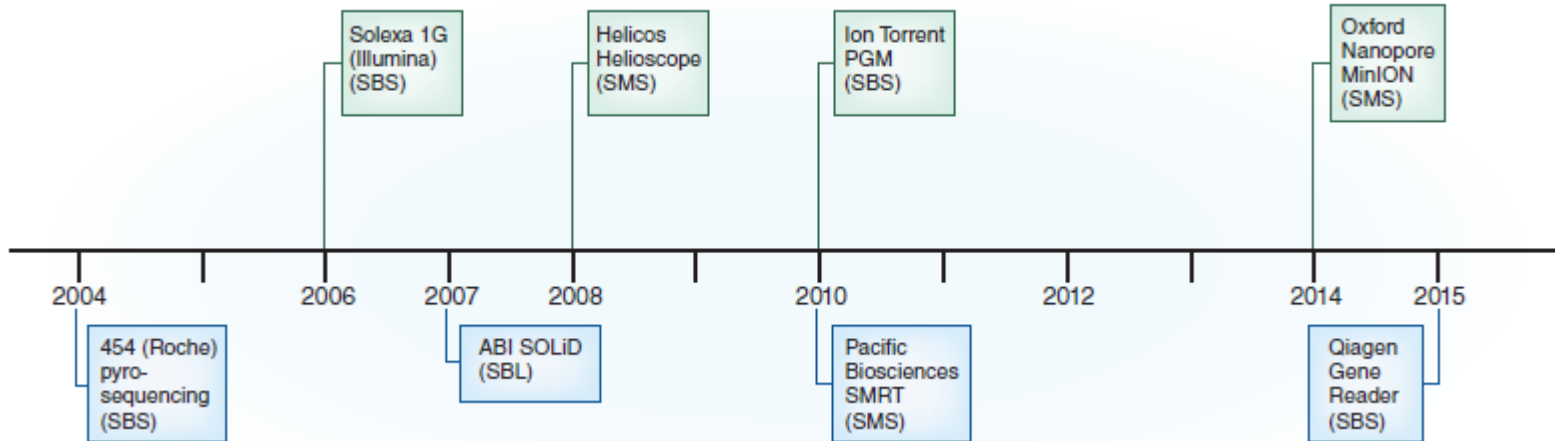 Solexa 1G
(Illumina)
(SBS)
Helicos
Helioscope
(SMS)
Ion Torrent
PGM
(SBS)
Oxford
Nanopore
MinION
(SMS)
2004
2006
2007
2008
2010
2012
2014
2015
454 (Roche)
pyro-
sequencing
(SBS)
ABI SOLiD
(SBL)
Pacific
Biosciences
SMRT
(SMS)
Qiagen
Gene
Reader
(SBS)